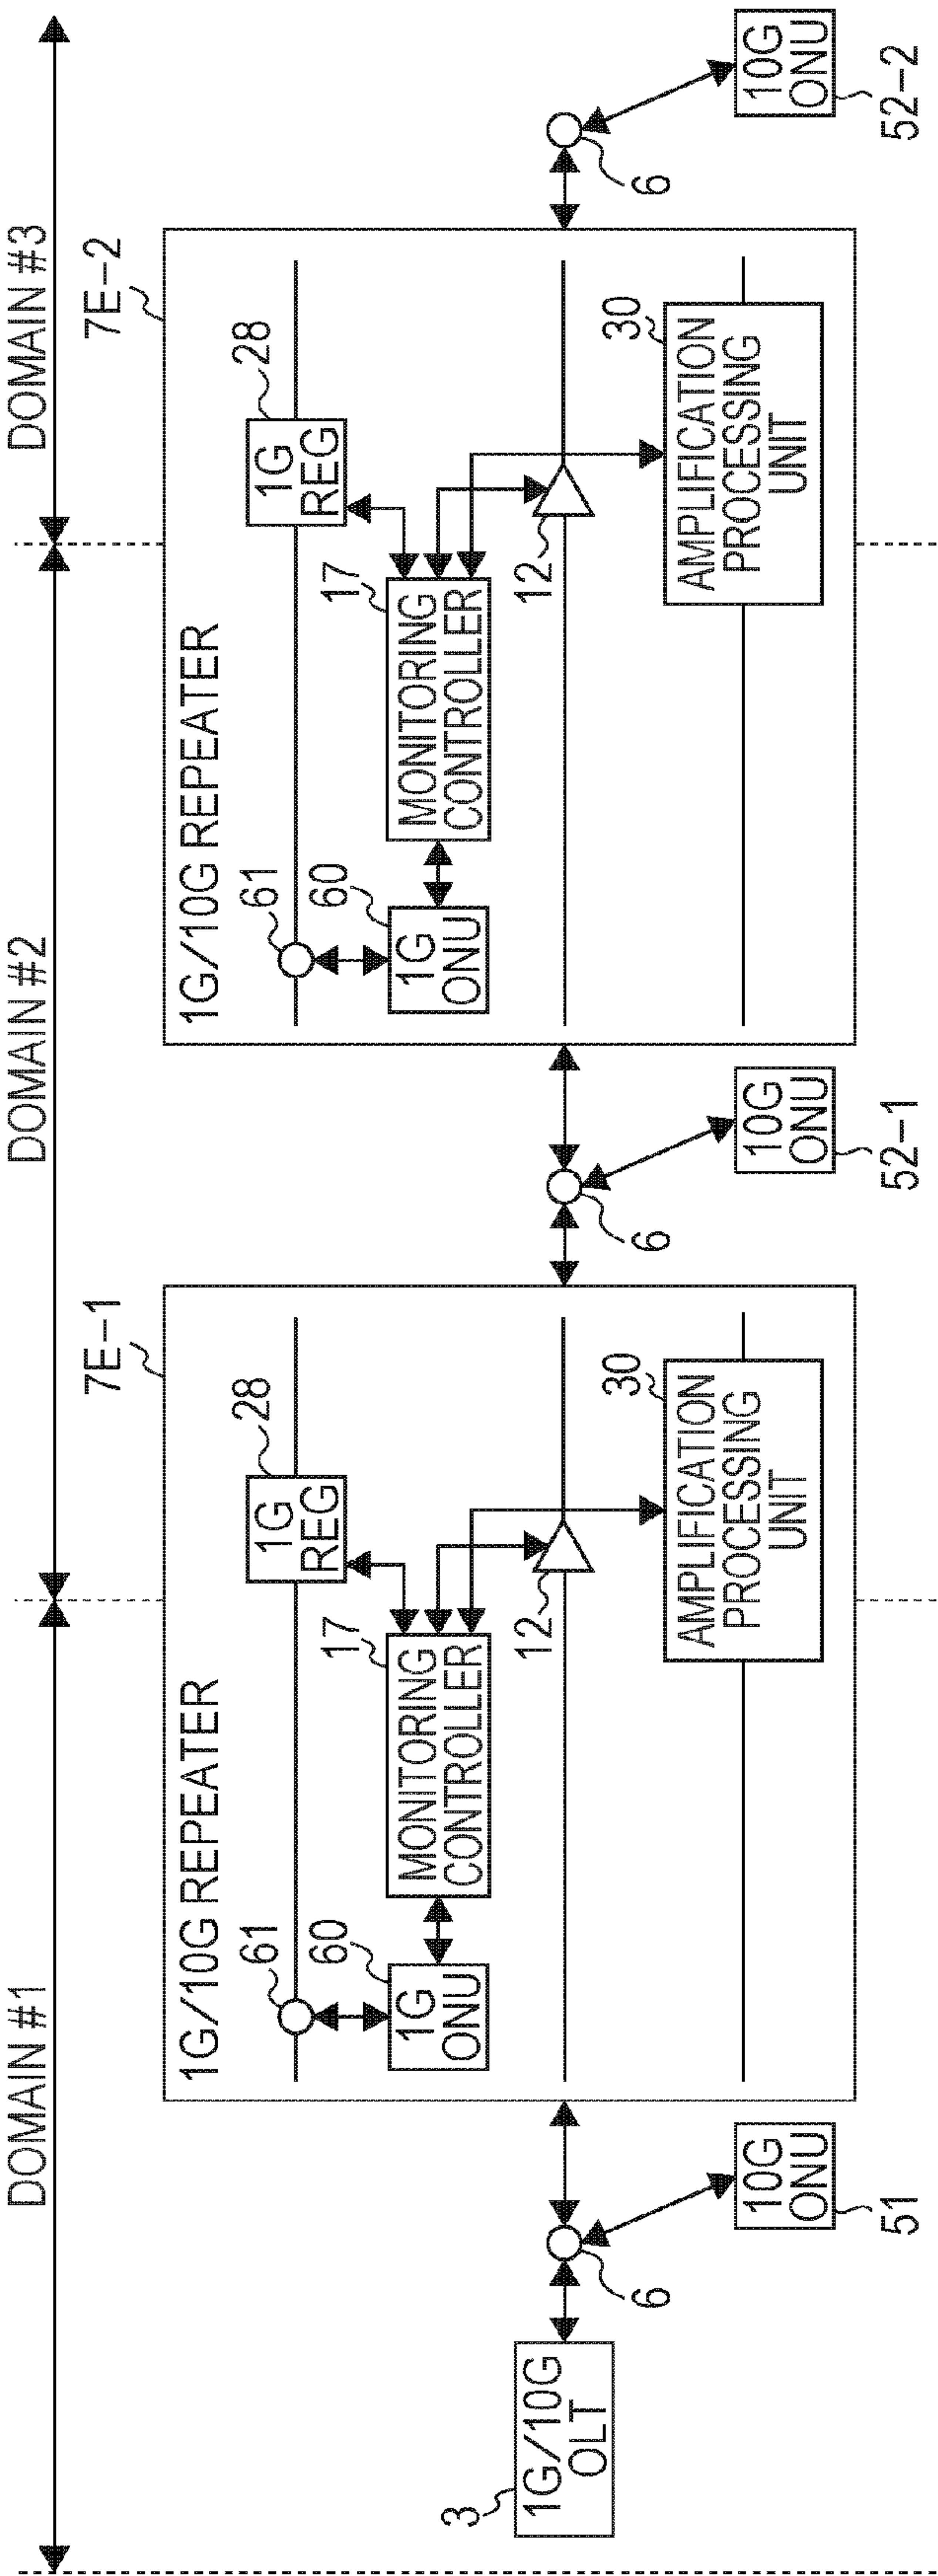 DOMAIN #1
DOMAIN #2
DOMAIN #3
7E-1
7E-2
1G/10G REPEATER
61
60
1G
ONU
17
MONITORING
CONTROLLER
28
1G
REG
12
30
AMPLIFICATION
PROCESSING
UNIT
1G/10G REPEATER
61
60
1G
ONU
17
MONITORING
CONTROLLER
28
1G
REG
12
30
AMPLIFICATION
PROCESSING
UNIT
3
1G/10G
OLT
6
10G
ONU
51
6
10G
ONU
52-1
6
10G
ONU
52-2